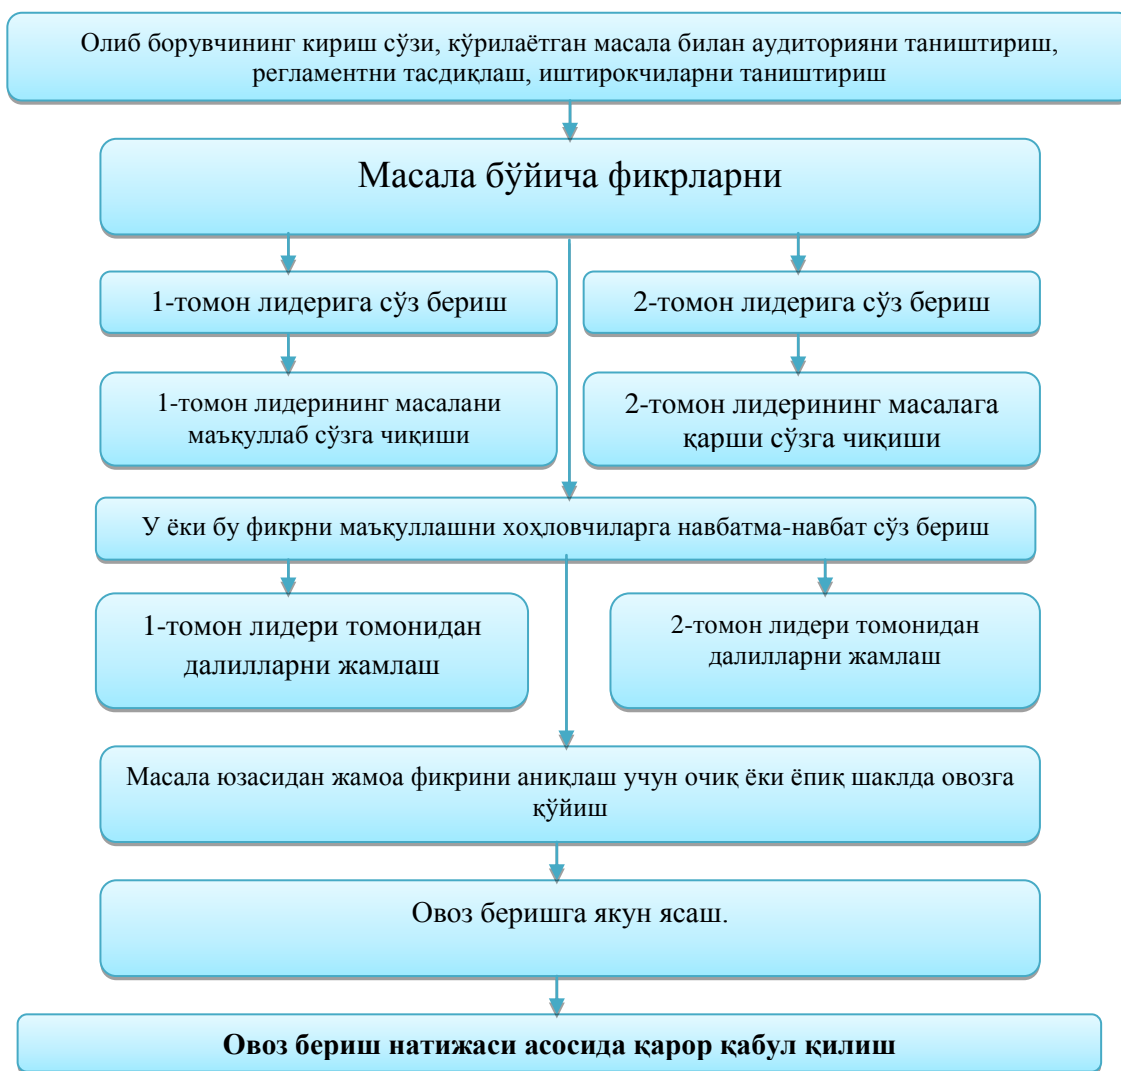 Олиб борувчининг кириш сўзи, кўрилаётган масала билан аудиторияни таништириш,
регламентни тасдиқлаш, иштирокчиларни таништириш
Масала бўйича фикрларни
1-томон лидерига сўз бериш
2-томон лидерига сўз бериш
1-томон лидерининг масалани
маъқуллаб сўзга чиқиши
2-томон лидерининг масалага
қарши сўзга чиқиши
У ёки бу фикрни маъқуллашни хоҳловчиларга навбатма-навбат сўз бериш
1-томон лидери томонидан
далилларни жамлаш
2-томон лидери томонидан
далилларни жамлаш
Масала юзасидан жамоа фикрини аниқлаш учун очиқ ёки ёпиқ шаклда овозга
қўйиш
Овоз беришга якун ясаш.
Овоз бериш натижаси асосида қарор қабул қилиш